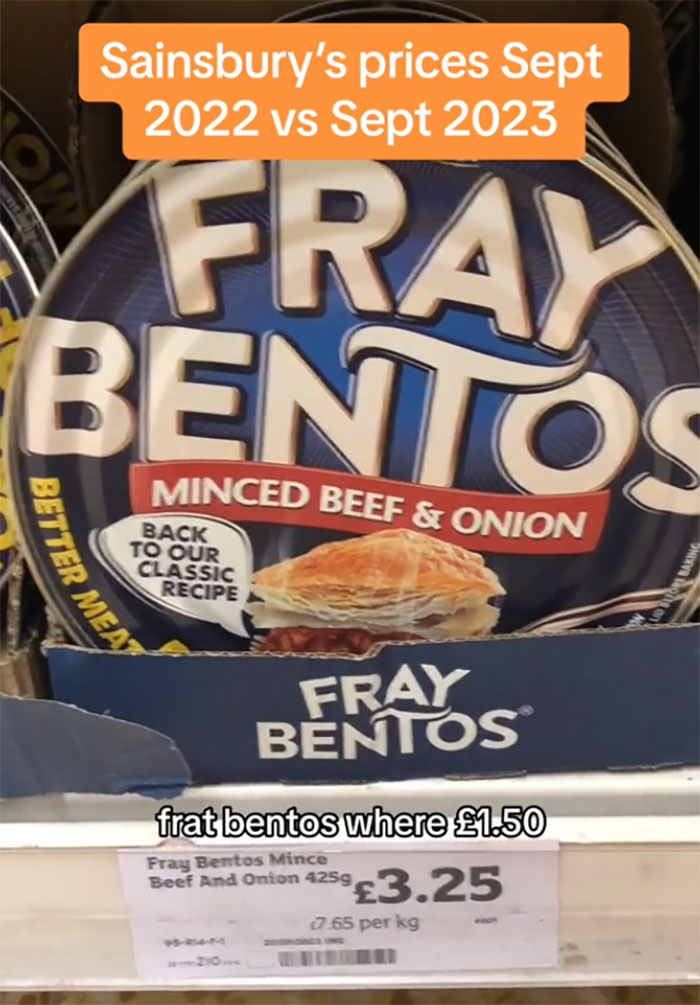 Sainsbury's prices Sept
2022 vs Sept 2023
FRAY
BENTOS
MINCED BEEF & ONION
BACK
TO OUR
CLASSIC
RECIPE
BETTER MEA
FRAY
BENTOS®
frat bentos where £1.50
Fray Bentos Mince
Beef And Onion 425g
£3.25
£7.65 per kg
each